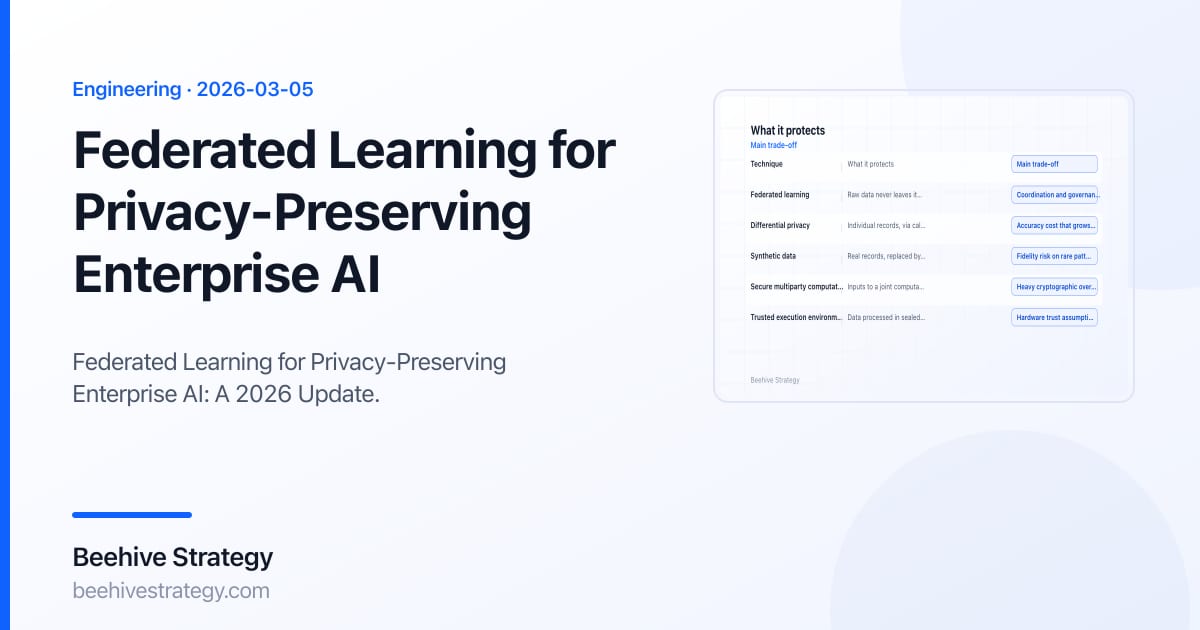 Engineering · 2026-03-05
Federated Learning for
Privacy-Preserving
Enterprise AI
Federated Learning for Privacy-Preserving
Enterprise AI: A 2026 Update.
Beehive Strategy
beehivestrategy.com
What it protects
Main trade-off
Technique What it protects Main trade-off
Federated learning Raw data never leaves it... Coordination and governan...
Differential privacy Individual records, via cal... Accuracy cost that grows...
Synthetic data Real records, replaced by... Fidelity risk on rare patt...
Secure multiparty computat... Inputs to a joint computa... Heavy cryptographic over...
Trusted execution environm... Data processed in sealed... Hardware trust assumpti...
Beehive Strategy